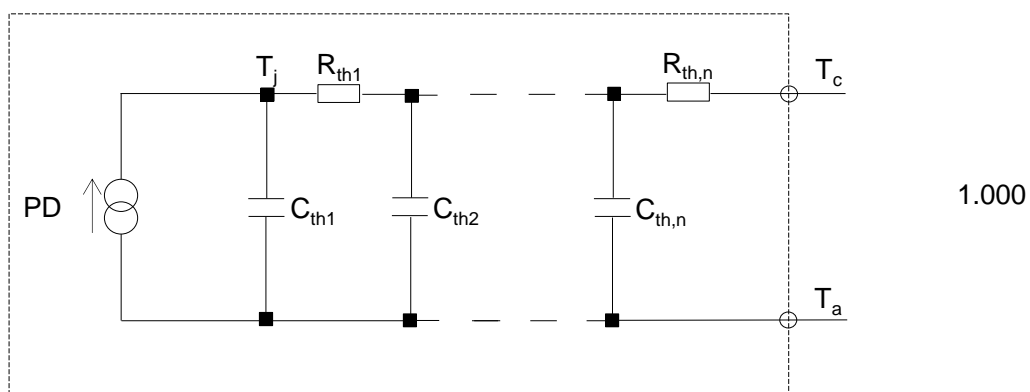 T_j R_th1 R_th,n T_c
PD C_th1 C_th2 C_th,n 1.000
T_a